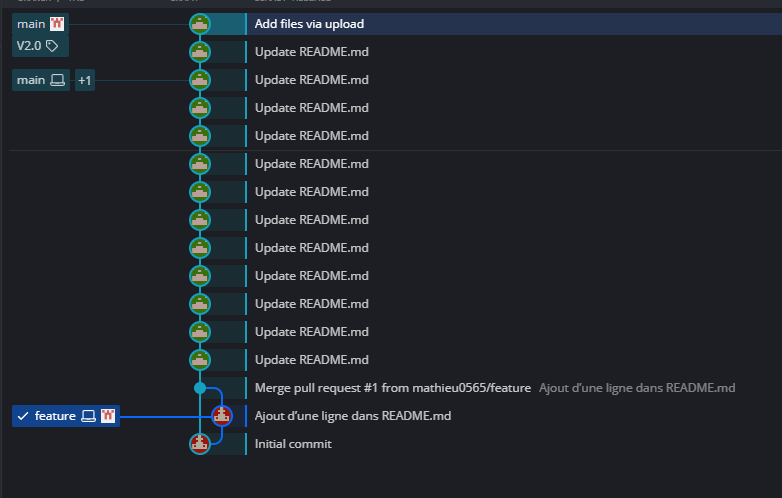 main Add files via upload
V2.0
Update README.md
main +1 Update README.md
Update README.md
Update README.md
Update README.md
Update README.md
Update README.md
Update README.md
Update README.md
Update README.md
Update README.md
Update README.md
Merge pull request #1 from mathieu0565/feature Ajout d’une ligne dans README.md
feature Ajout d’une ligne dans README.md
Initial commit